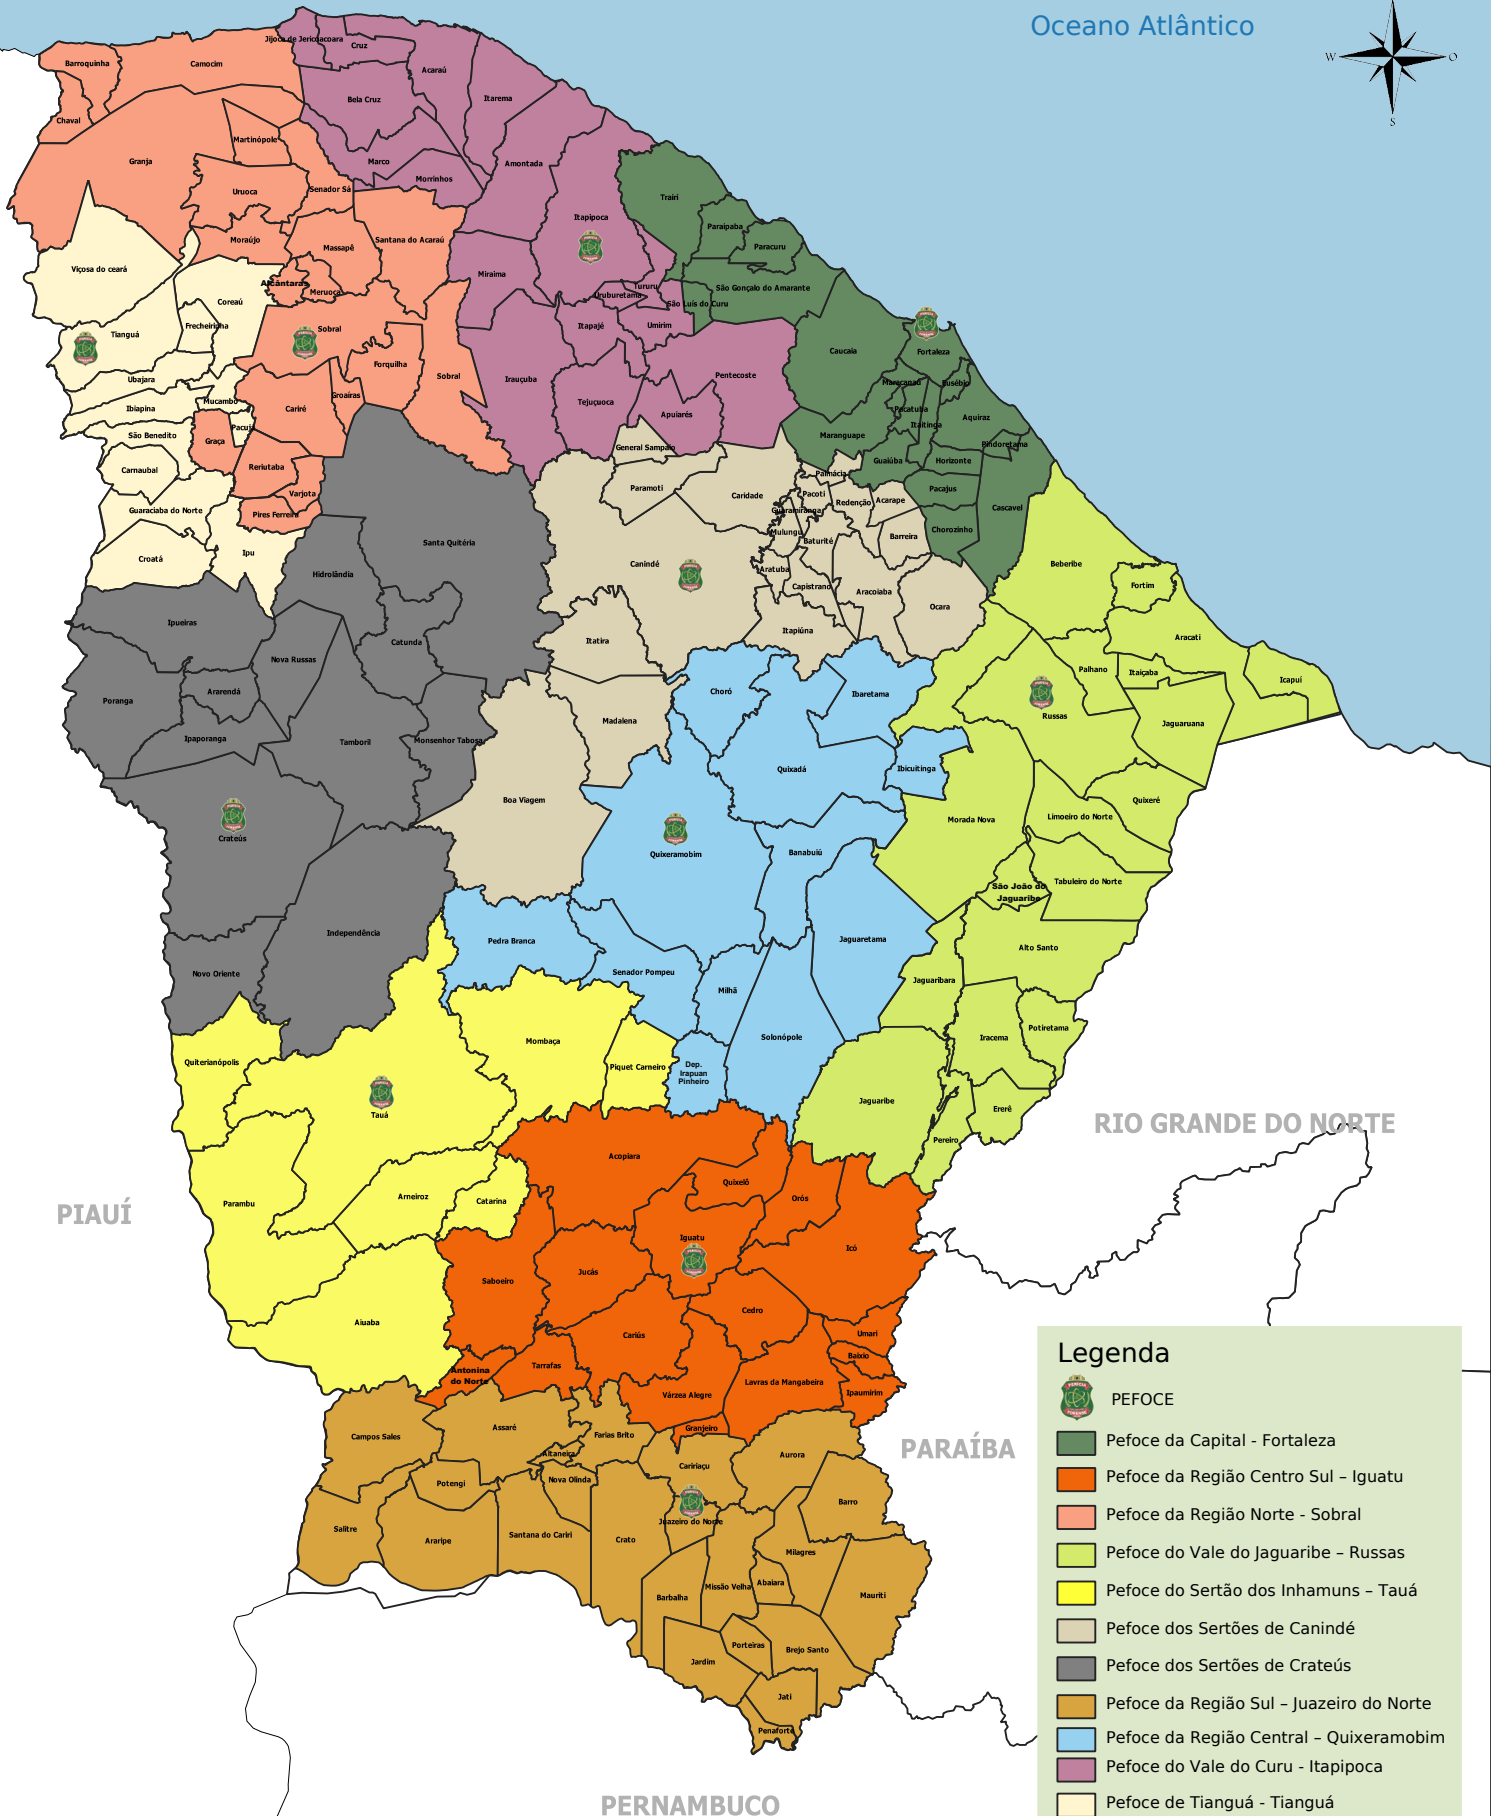 Oceano Atlântico
W
O
S
Jijoca de Jericoacoara
Cruz
Barroquinha
Camocim
Acaraú
Bela Cruz
Itarema
Chaval
Martinópole
Granja
Marco
Amontada
Morrinhos
Uruoca
Senador Sá
Trairi
Itapipoca
Paraipaba
Moraújo
Massapê
Santana do Acaraú
Paracuru
Viçosa do ceará
Miraima
Alcântaras
Meruoca
Tururu
Uruburetama
São Gonçalo do Amarante
São Luís do Curu
Coreaú
Frecheirinha
Tianguá
Sobral
Itapajé
Umirim
Caucaia
Fortaleza
Forquilha
Sobral
Irauçuba
Pentecoste
Ubajara
Maracanaú
Eusébio
Groaíras
Mucambo
Ibiapina
Cariré
Tejuçuoca
Apuiarés
Pacatuba
Itaitinga
Aquiraz
Pacujá
São Benedito
Graça
General Sampaio
Maranguape
Pindoretama
Carnaubal
Reriutaba
Guaiúba
Horizonte
Palmácia
Varjota
Paramoti
Caridade
Pacoti
Redenção
Acarape
Pacajus
Guaraciaba do Norte
Pires Ferreira
Guaramiranga
Cascavel
Mulungu
Baturité
Barreira
Chorozinho
Croatá
Ipu
Santa Quitéria
Canindé
Aratuba
Beberibe
Hidrolândia
Capistrano
Aracoiaba
Fortim
Ocara
Ipueiras
Catunda
Itatira
Itapiúna
Aracati
Nova Russas
Palhano
Itaiçaba
Icapuí
Poranga
Ararendá
Choró
Ibaretama
Madalena
Russas
Jaguaruana
Ipaporanga
Tamboril
Monsenhor Tabosa
Quixadá
Ibicuitinga
Boa Viagem
Quixeré
Crateús
Limoeiro do Norte
Morada Nova
Quixeramobim
Banabuiú
Tabuleiro do Norte
São João do
Jaguaribe
Independência
Pedra Branca
Jaguaretama
Alto Santo
Novo Oriente
Senador Pompeu
Milhã
Jaguaribara
Potiretama
Quiterianópolis
Mombaça
Solonópole
Iracema
Piquet Carneiro
Dep.
Irapuan
Pinheiro
Tauá
Jaguaribe
Ererê
RIO GRANDE DO NORTE
Pereiro
Acopiara
Quixelô
Arneiroz
Catarina
Orós
Parambu
PIAUÍ
Iguatu
Icó
Saboeiro
Jucás
Cedro
Aiuaba
Cariús
Umari
Baixio
Tarrafas
Antonina
do Norte
Lavras da Mangabeira
Ipaumirim
Várzea Alegre
Granjeiro
Assaré
Campos Sales
Farias Brito
PARAÍBA
Altaneira
Aurora
Caririaçu
Potengi
Nova Olinda
Barro
Juazeiro do Norte
Salitre
Araripe
Santana do Cariri
Crato
Milagres
Missão Velha
Abaiara
Barbalha
Mauriti
Porteiras
Brejo Santo
Jardim
Jati
Penaforte
PERNAMBUCO
Legenda
PEFOCE
Pefoce da Capital - Fortaleza
Pefoce da Região Centro Sul – Iguatu
Pefoce da Região Norte - Sobral
Pefoce do Vale do Jaguaribe – Russas
Pefoce do Sertão dos Inhamuns – Tauá
Pefoce dos Sertões de Canindé
Pefoce dos Sertões de Crateús
Pefoce da Região Sul – Juazeiro do Norte
Pefoce da Região Central – Quixeramobim
Pefoce do Vale do Curu - Itapipoca
Pefoce de Tianguá - Tianguá